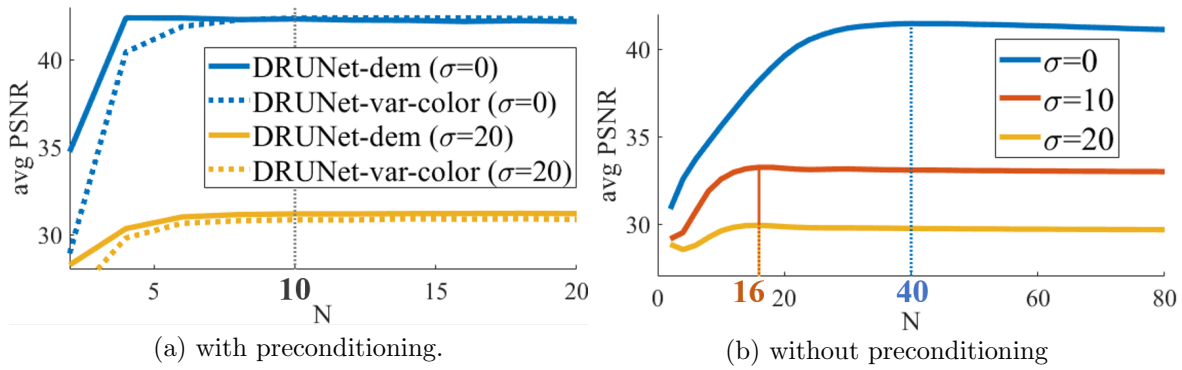 avg PSNR
40
35
30
DRUNet-dem (σ=0)
DRUNet-var-color (σ=0)
DRUNet-dem (σ=20)
DRUNet-var-color (σ=20)
5 10 15 20
N
(a) with preconditioning.
avg PSNR
40
35
30
σ=0
σ=10
σ=20
0 16 20 40 60 80
N
(b) without preconditioning